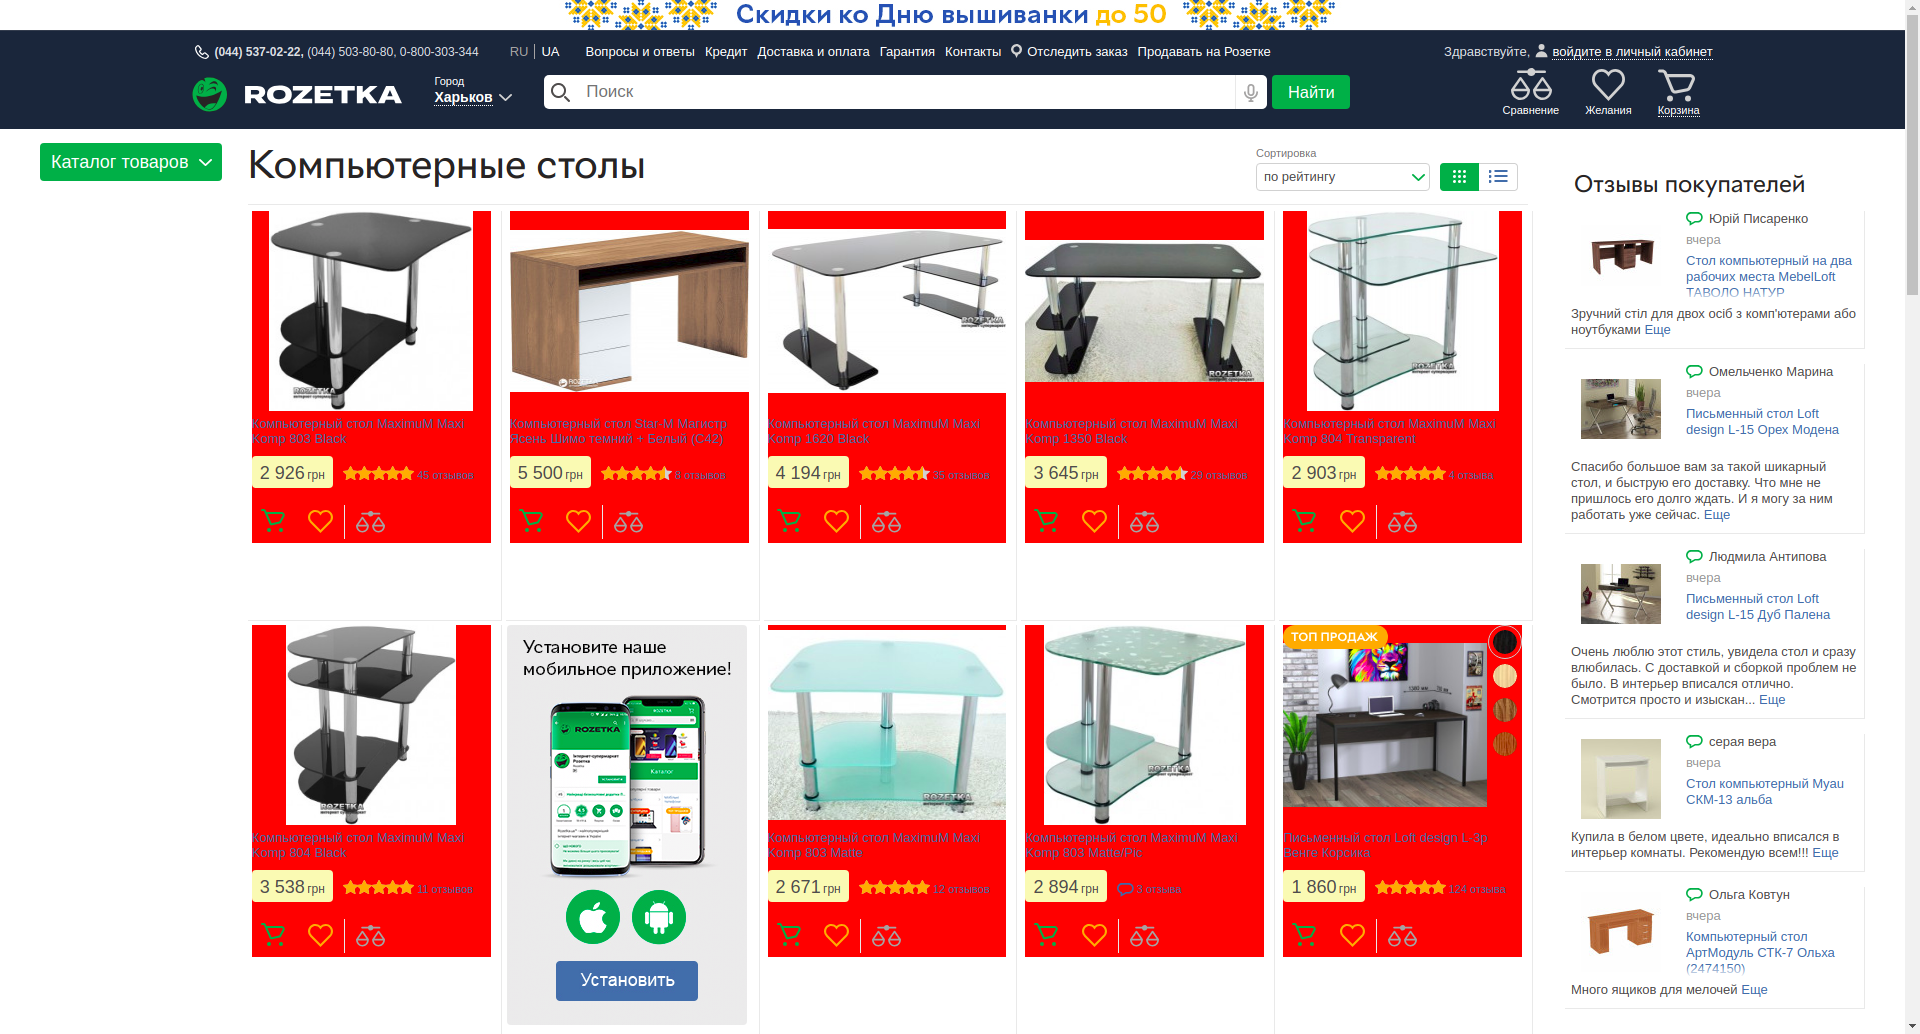 Скидки ко Дню вышиванки до 50
(044) 537-02-22, (044) 503-80-80, 0-800-303-344
RU UA
Вопросы и ответы Кредит Доставка и оплата Гарантия Контакты Отследить заказ Продавать на Розетке
Здравствуйте, войдите в личный кабинет
ROZETKA
Город
Харьков
Поиск
Найти
Сравнение
Желания
Корзина
Каталог товаров
Компьютерные столы
Сортировка
по рейтингу
Компьютерный стол MaximuM Maxi
Komp 803 Black
2 926 грн
45 отзывов
Компьютерный стол Star-M Магистр
Ясень Шимо темний + Белый (С42)
5 500 грн
8 отзывов
Компьютерный стол MaximuM Maxi
Komp 1620 Black
4 194 грн
35 отзывов
Компьютерный стол MaximuM Maxi
Komp 1350 Black
3 645 грн
29 отзывов
Компьютерный стол MaximuM Maxi
Komp 804 Transparent
2 903 грн
4 отзыва
Компьютерный стол MaximuM Maxi
Komp 804 Black
3 538 грн
11 отзывов
Установите наше
мобильное приложение!
ROZETKA
Каталог
Установить
Компьютерный стол MaximuM Maxi
Komp 803 Matte
2 671 грн
12 отзывов
Компьютерный стол MaximuM Maxi
Komp 803 Matte/Pic
2 894 грн
3 отзыва
ТОП ПРОДАЖ
Письменный стол Loft design L-3p
Венге Корсика
1 860 грн
124 отзыва
Отзывы покупателей
Юрій Писаренко
вчера
Стол компьютерный на два
рабочих места MebelLoft
ТАВОЛО НАТУР
Зручний стіл для двох осіб з комп'ютерами або
ноутбуками Еще
Омельченко Марина
вчера
Письменный стол Loft
design L-15 Орех Модена
Спасибо большое вам за такой шикарный
стол, и быструю его доставку. Что мне не
пришлось его долго ждать. И я могу за ним
работать уже сейчас. Еще
Людмила Антипова
вчера
Письменный стол Loft
design L-15 Дуб Палена
Очень люблю этот стиль, увидела стол и сразу
влюбилась. С доставкой и сборкой проблем не
было. В интерьер вписался отлично.
Смотрится просто и изыскан... Еще
серая вера
вчера
Стол компьютерный Myau
СКМ-13 альба
Купила в белом цвете, идеально вписался в
интерьер комнаты. Рекомендую всем!!! Еще
Ольга Ковтун
вчера
Компьютерный стол
АртМодуль СТК-7 Ольха
(2474150)
Много ящиков для мелочей Еще